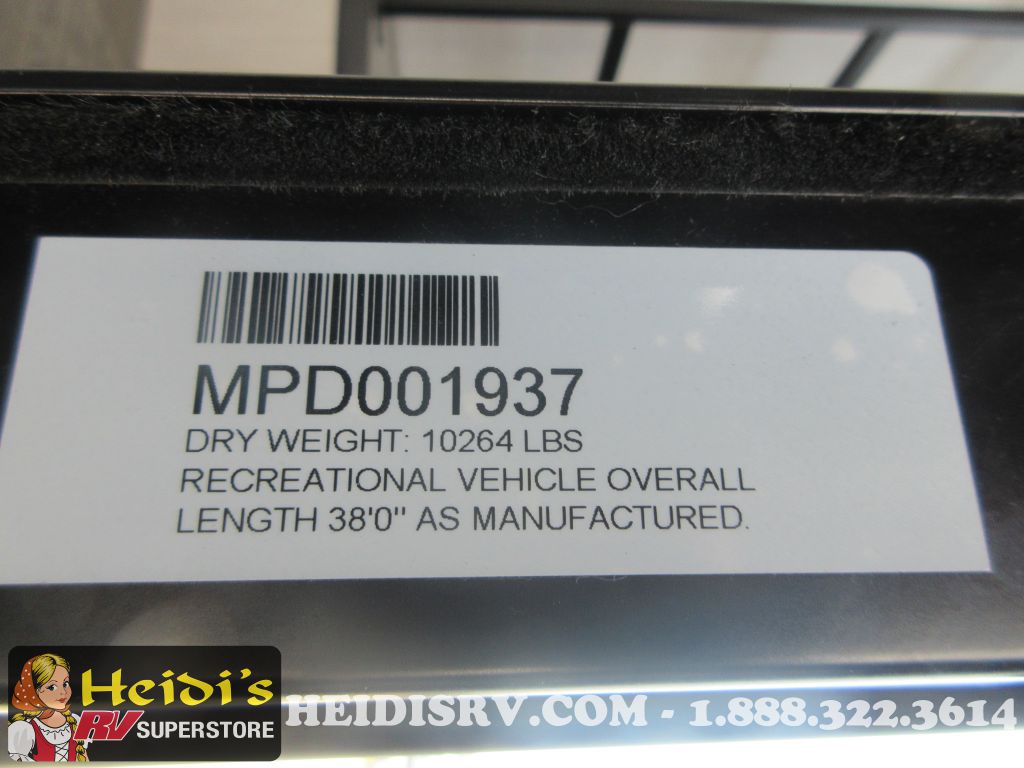 MPD001937
DRY WEIGHT: 10264 LBS
RECREATIONAL VEHICLE OVERALL
LENGTH 38'0" AS MANUFACTURED.
Heidi's
RV SUPERSTORE
HEIDISRV.COM - 1.888.322.3614